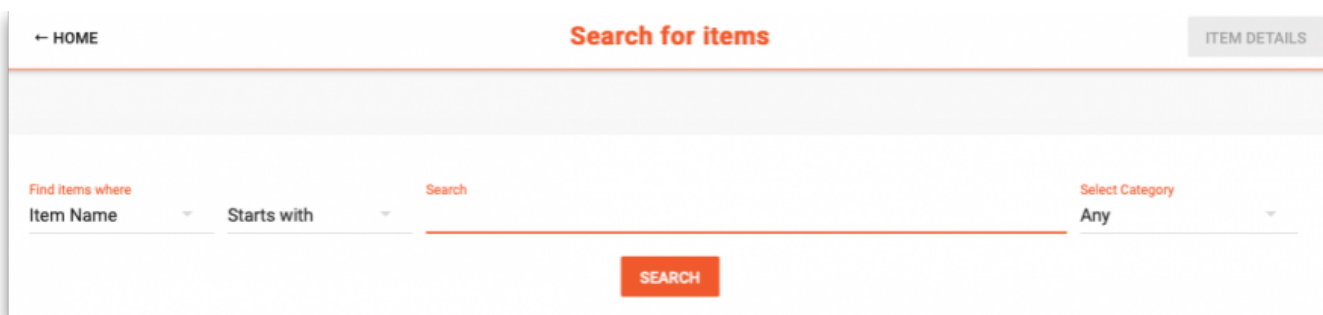 ← HOME
Search for items
ITEM DETAILS
Find items where
Search
Select Category
Item Name
Starts with
Any
SEARCH